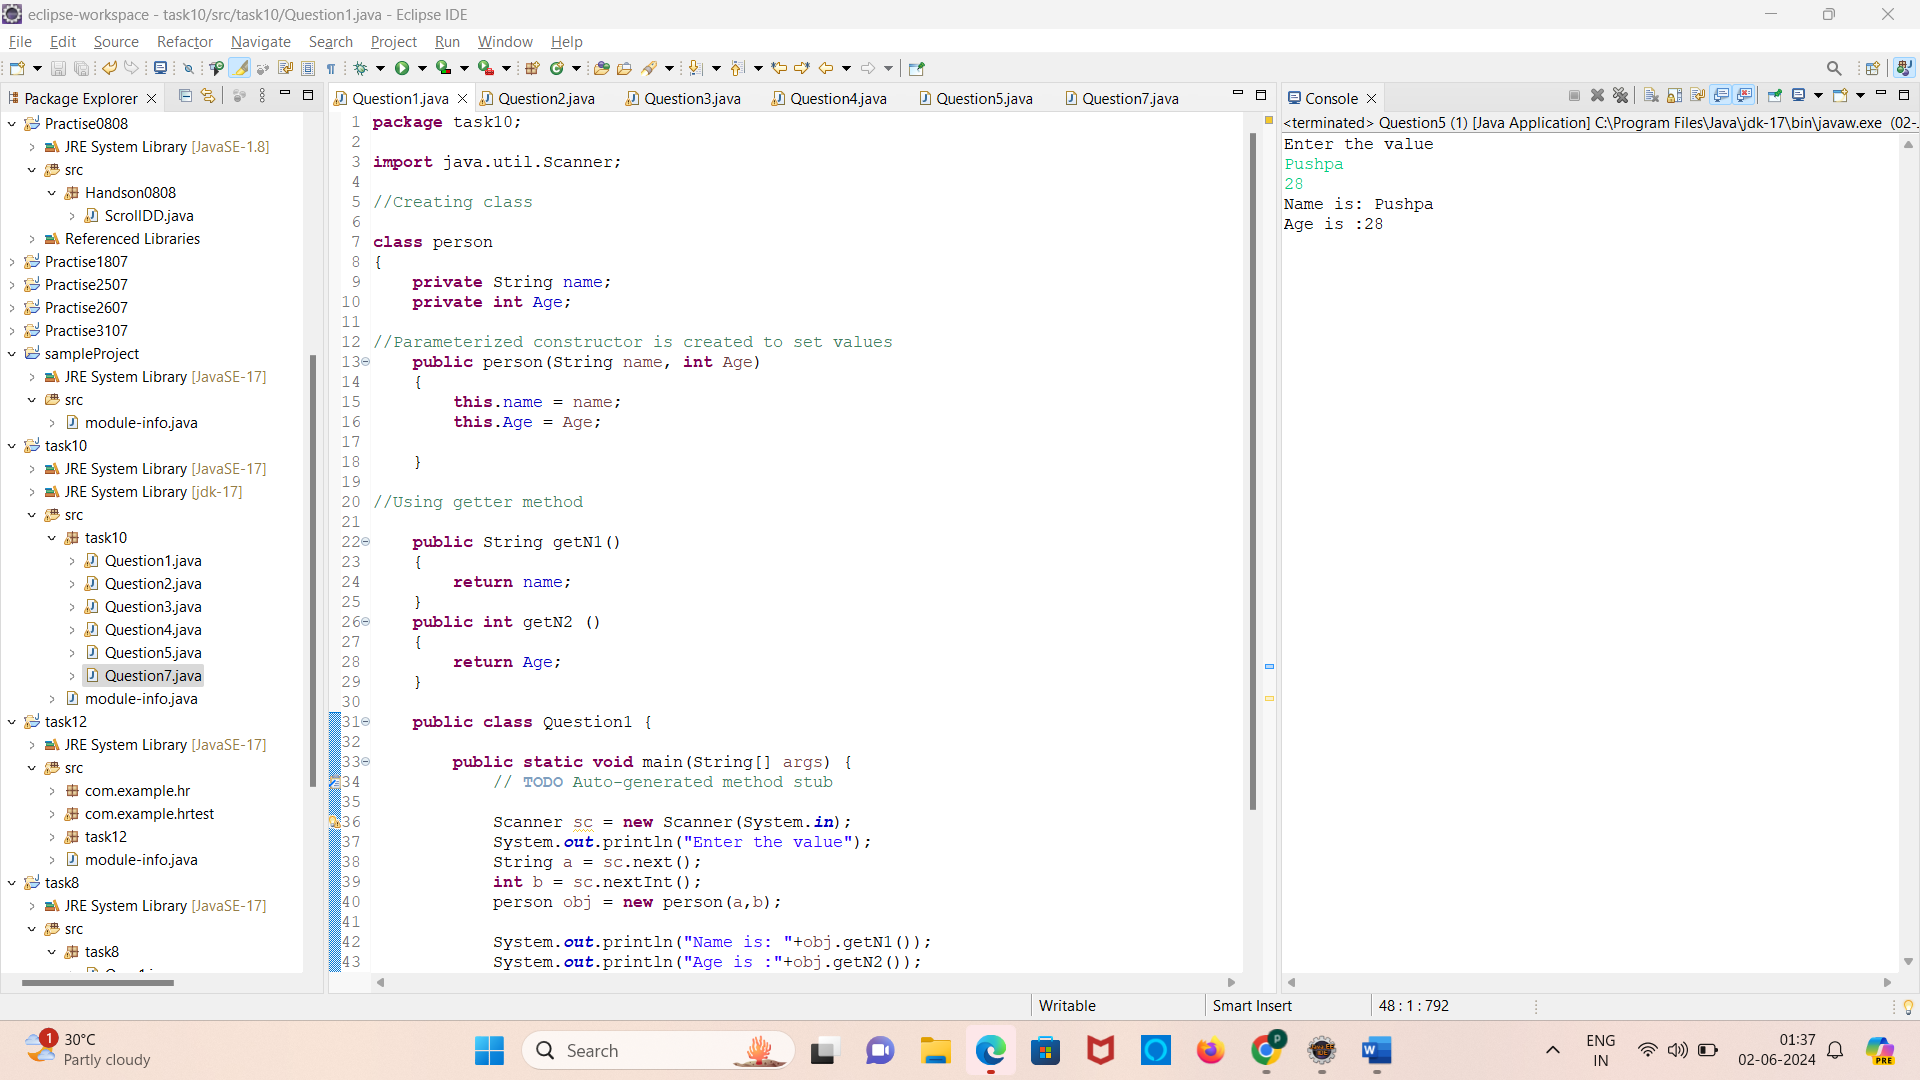 eclipse-workspace - task10/src/task10/Question1.java - Eclipse IDE
File Edit Source Refactor Navigate Search Project Run Window Help
Package Explorer
Practise0808
JRE System Library [JavaSE-1.8]
src
Handson0808
ScrollDD.java
Referenced Libraries
Practise1807
Practise2507
Practise2607
Practise3107
sampleProject
JRE System Library [JavaSE-17]
src
module-info.java
task10
JRE System Library [JavaSE-17]
JRE System Library [jdk-17]
src
task10
Question1.java
Question2.java
Question3.java
Question4.java
Question5.java
Question7.java
module-info.java
task12
JRE System Library [JavaSE-17]
src
com.example.hr
com.example.hrtest
task12
module-info.java
task8
JRE System Library [JavaSE-17]
src
task8
Question1.java Question2.java Question3.java Question4.java Question5.java Question7.java
1 package task10;
2
3 import java.util.Scanner;
4
5 //Creating class
6
7 class person
8 {
9 private String name;
10 private int Age;
11
12 //Parameterized constructor is created to set values
13 public person(String name, int Age)
14 {
15 this.name = name;
16 this.Age = Age;
17
18 }
19
20 //Using getter method
21
22 public String getN1()
23 {
24 return name;
25 }
26 public int getN2 ()
27 {
28 return Age;
29 }
30
31 public class Question1 {
32
33 public static void main(String[] args) {
34 // TODO Auto-generated method stub
35
36 Scanner sc = new Scanner(System.in);
37 System.out.println("Enter the value");
38 String a = sc.next();
39 int b = sc.nextInt();
40 person obj = new person(a,b);
41
42 System.out.println("Name is: "+obj.getN1());
43 System.out.println("Age is :"+obj.getN2());
Console
<terminated> Question5 (1) [Java Application] C:\Program Files\Java\jdk-17\bin\javaw.exe (02-
Enter the value
Pushpa
28
Name is: Pushpa
Age is :28
Writable Smart Insert 48 : 1 : 792
1
30°C
Partly cloudy
Search
P
W
ENG
IN
01:37
02-06-2024
PRE